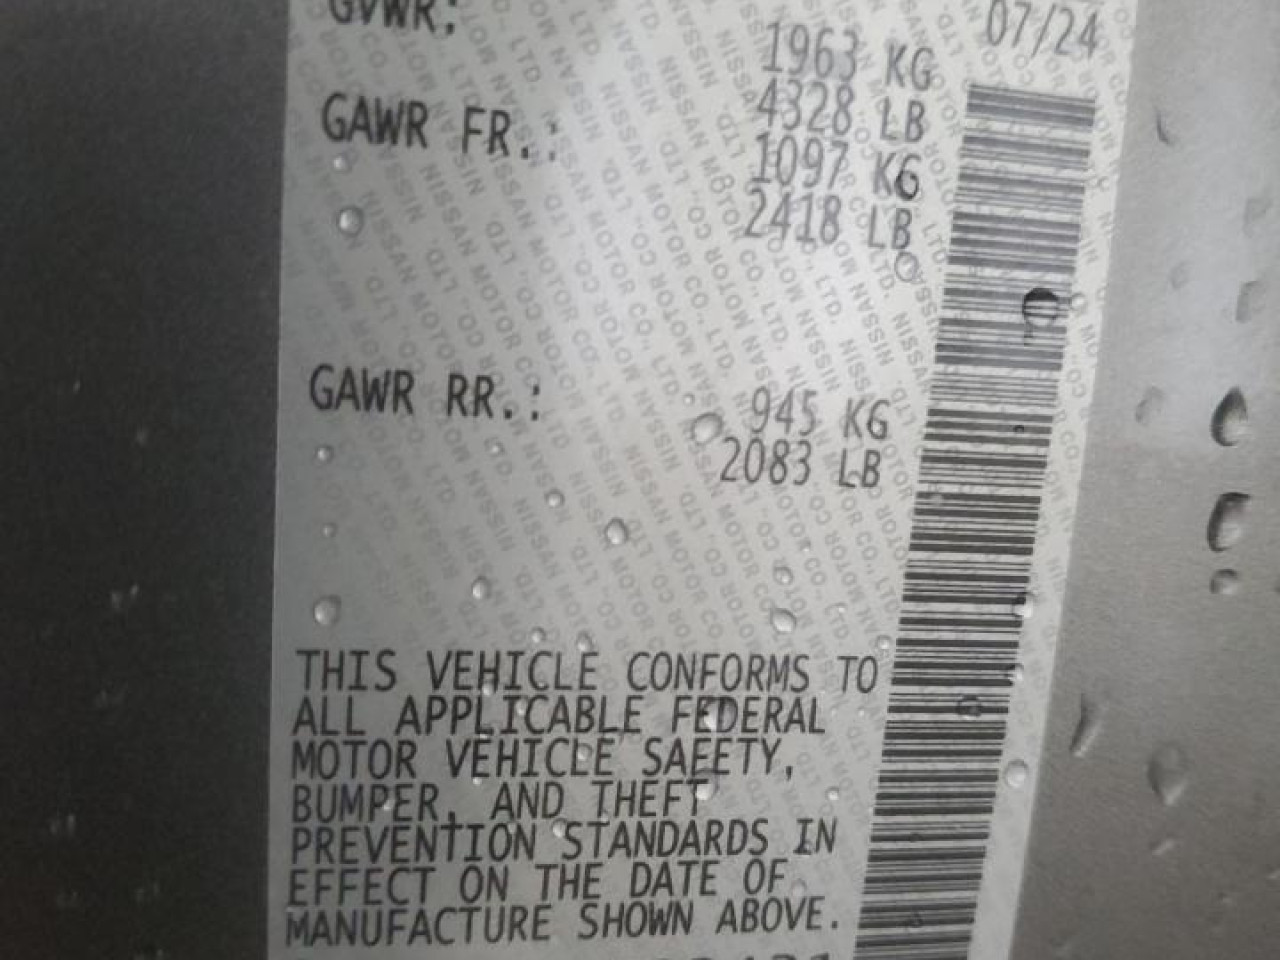 07/24
GVWR: 1963 KG
4328 LB
GAWR FR.: 1097 KG
2418 LB
GAWR RR.: 945 KG
2083 LB
THIS VEHICLE CONFORMS TO
ALL APPLICABLE FEDERAL
MOTOR VEHICLE SAFETY,
BUMPER, AND THEFT
PREVENTION STANDARDS IN
EFFECT ON THE DATE OF
MANUFACTURE SHOWN ABOVE.